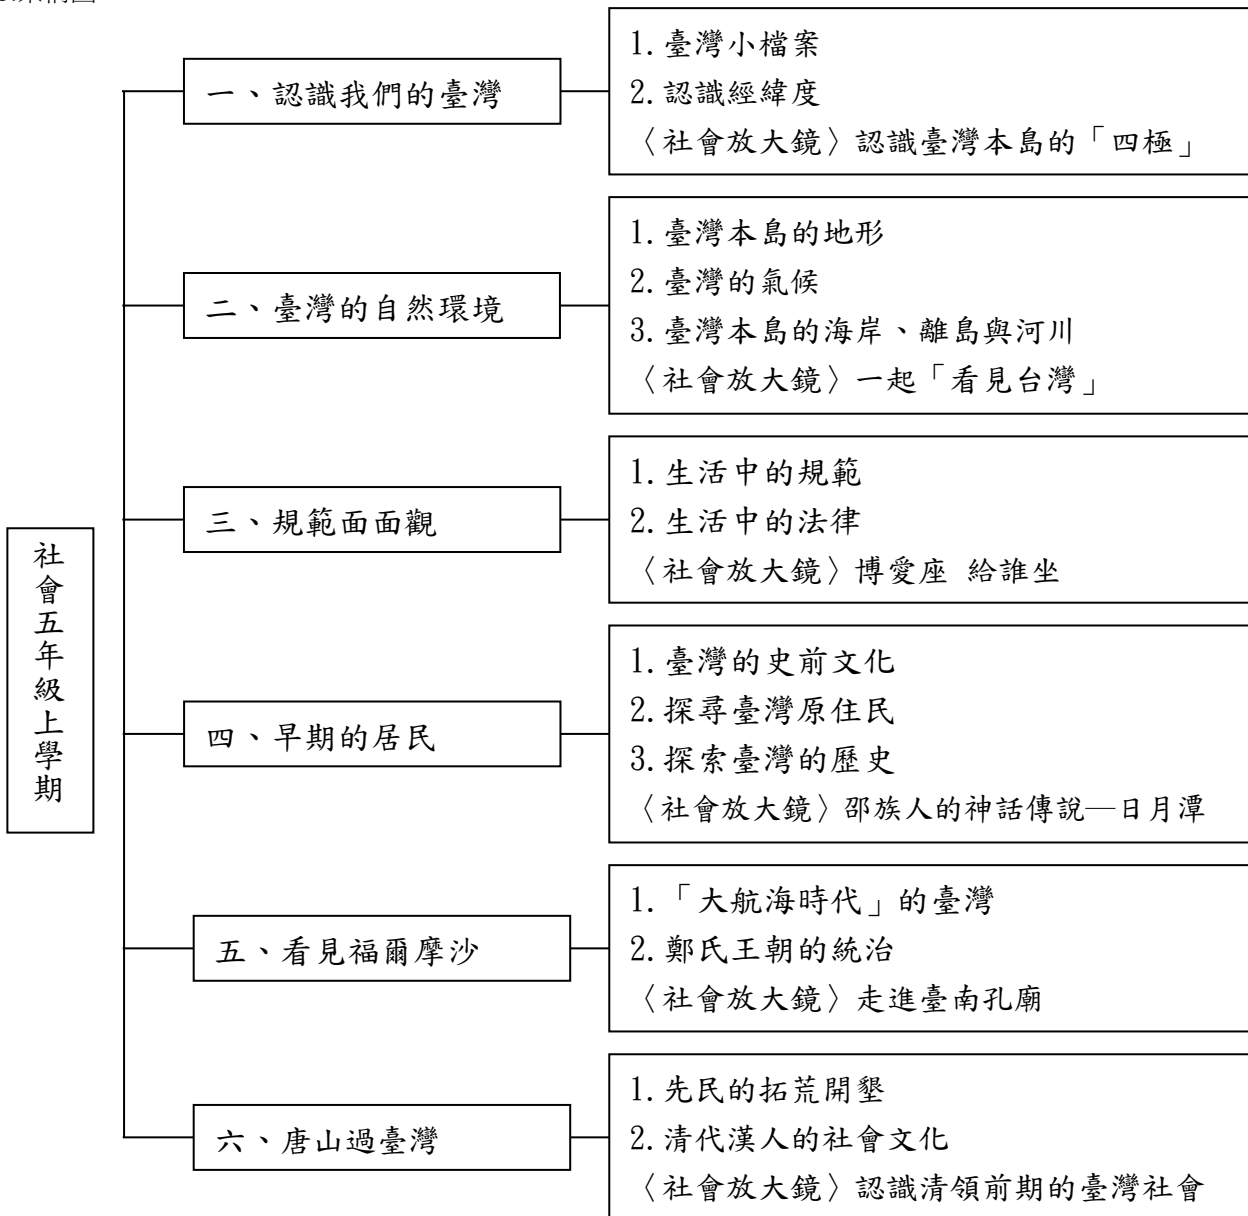 社會五年級上學期
一、認識我們的臺灣
1.臺灣小檔案
2.認識經緯度
〈社會放大鏡〉認識臺灣本島的「四極」
二、臺灣的自然環境
1.臺灣本島的地形
2.臺灣的氣候
3.臺灣本島的海岸、離島與河川
〈社會放大鏡〉一起「看見台灣」
三、規範面面觀
1.生活中的規範
2.生活中的法律
〈社會放大鏡〉博愛座 給誰坐
四、早期的居民
1.臺灣的史前文化
2.探尋臺灣原住民
3.探索臺灣的歷史
〈社會放大鏡〉邵族人的神話傳說─日月潭
五、看見福爾摩沙
1.「大航海時代」的臺灣
2.鄭氏王朝的統治
〈社會放大鏡〉走進臺南孔廟
六、唐山過臺灣
1.先民的拓荒開墾
2.清代漢人的社會文化
〈社會放大鏡〉認識清領前期的臺灣社會